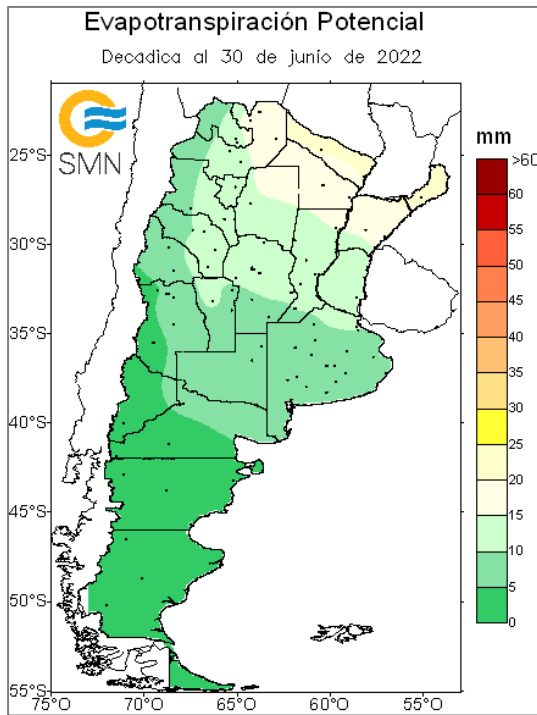 Evapotranspiración Potencial
Decádica al 30 de junio de 2022
SMN
mm
>60
60
55
50
45
40
35
30
25
20
15
10
5
0
25°S
30°S
35°S
40°S
45°S
50°S
55°S
75°O 70°O 65°O 60°O 55°O